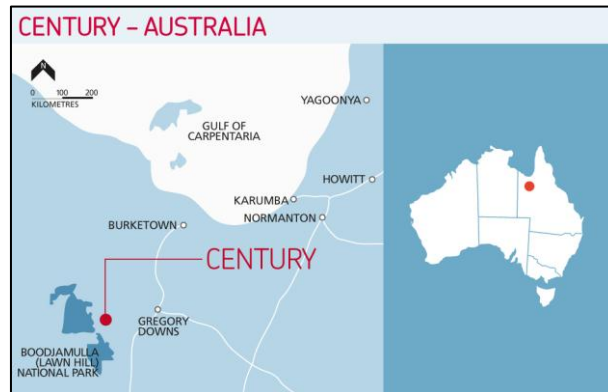 CENTURY – AUSTRALIA
N
0 100 200
KILOMETRES
YAGOONYA
GULF OF
CARPENTARIA
HOWITT
KARUMBA
NORMANTON
BURKETOWN
CENTURY
GREGORY
DOWNS
BOODJAMULLA
(LAWN HILL)
NATIONAL PARK